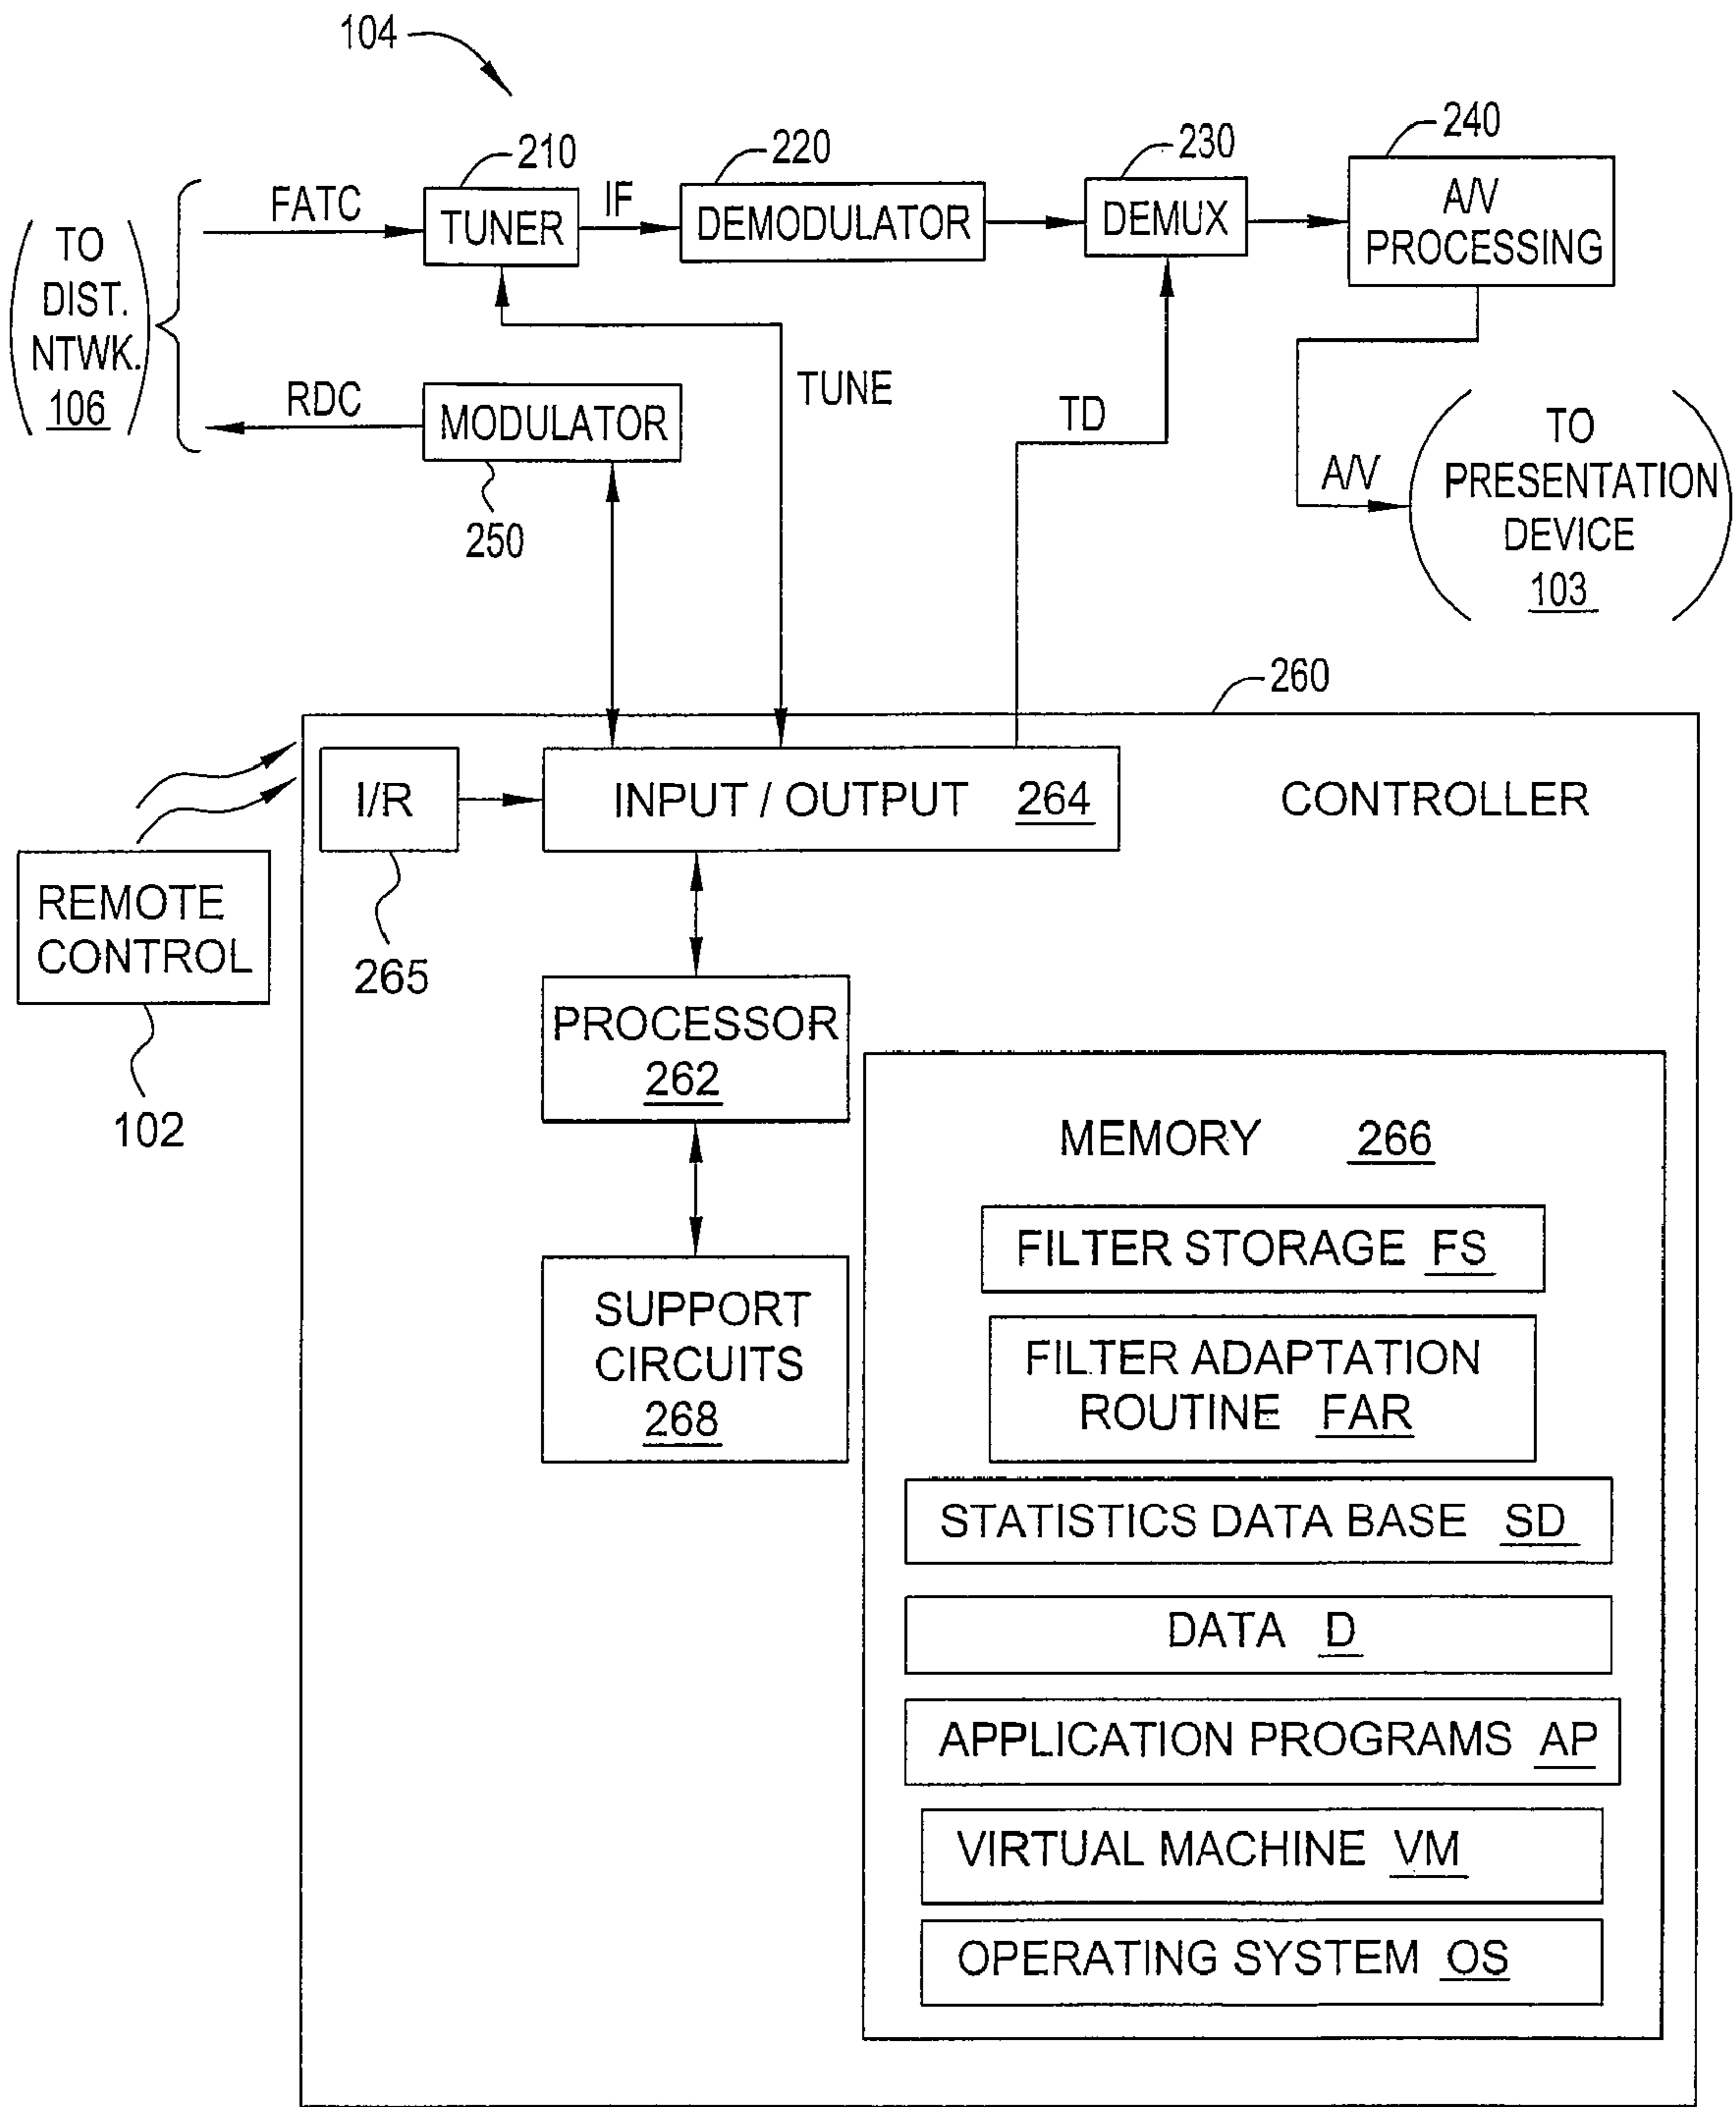 104
210
220
230
240
FATC
TUNER
IF
DEMODULATOR
DEMUX
A/V
PROCESSING
TO
DIST.
NTWK.
106
RDC
MODULATOR
250
TUNE
TD
A/V
TO
PRESENTATION
DEVICE
103
260
I/R
265
INPUT / OUTPUT 264
CONTROLLER
REMOTE
CONTROL
102
PROCESSOR
262
SUPPORT
CIRCUITS
268
MEMORY 266
FILTER STORAGE FS
FILTER ADAPTATION
ROUTINE FAR
STATISTICS DATA BASE SD
DATA D
APPLICATION PROGRAMS AP
VIRTUAL MACHINE VM
OPERATING SYSTEM OS